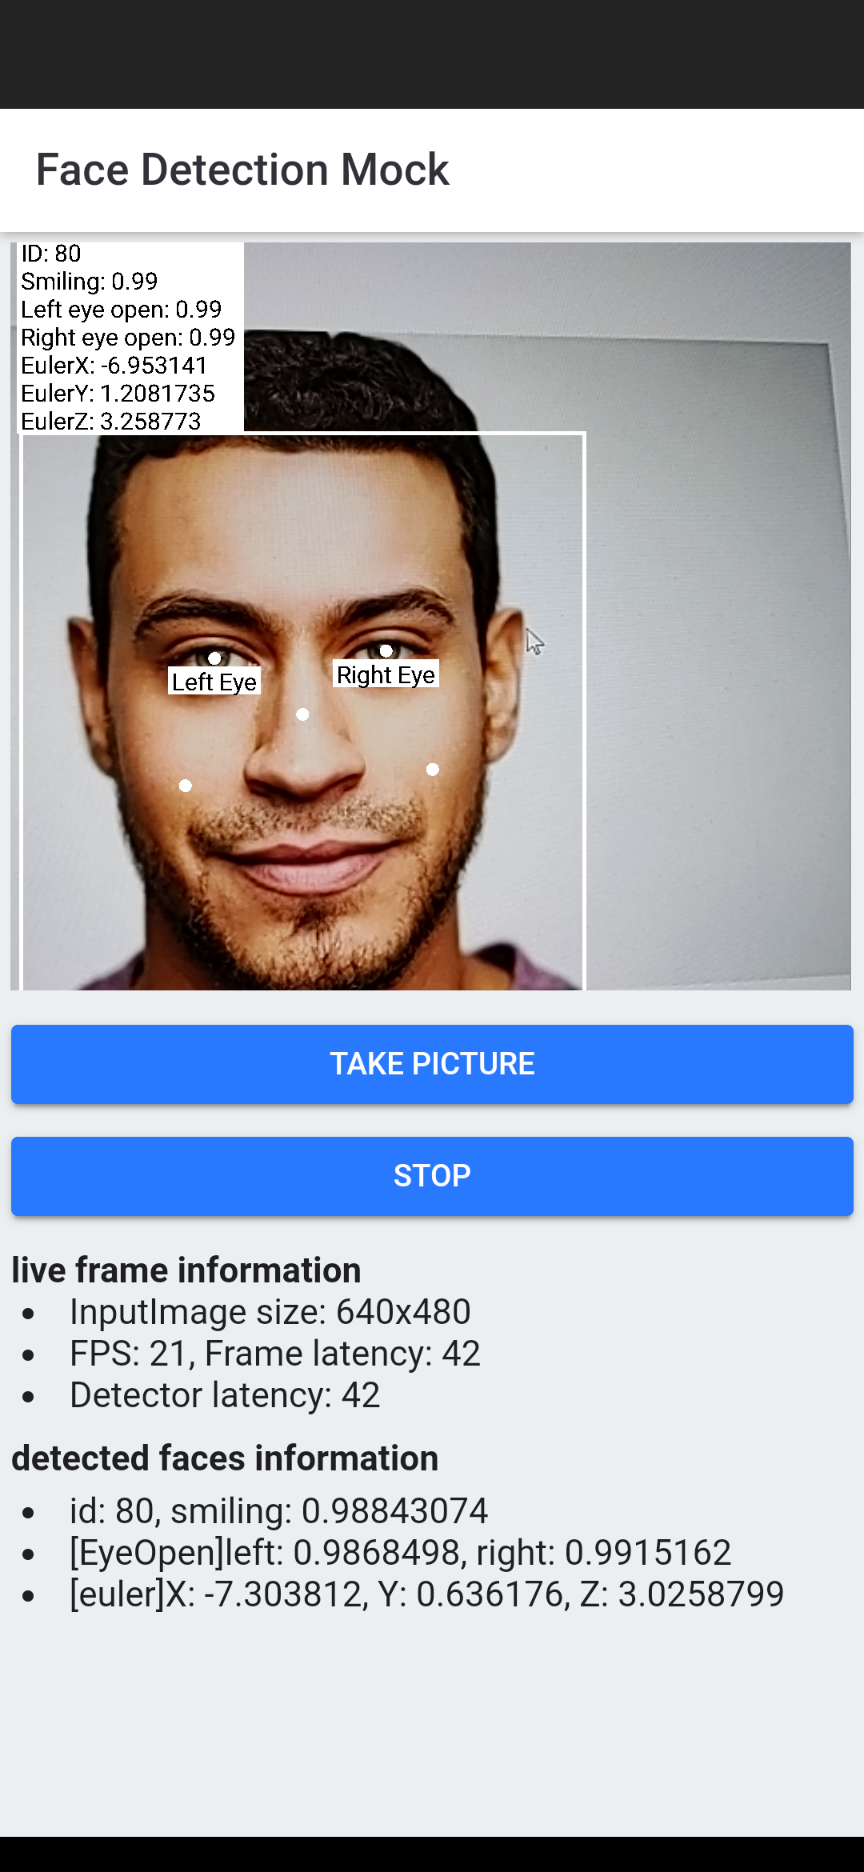 Face Detection Mock
ID: 80
Smiling: 0.99
Left eye open: 0.99
Right eye open: 0.99
EulerX: -6.953141
EulerY: 1.2081735
EulerZ: 3.258773
Left Eye
Right Eye
TAKE PICTURE
STOP
live frame information
• InputImage size: 640x480
• FPS: 21, Frame latency: 42
• Detector latency: 42
detected faces information
• id: 80, smiling: 0.98843074
• [EyeOpen]left: 0.9868498, right: 0.9915162
• [euler]X: -7.303812, Y: 0.636176, Z: 3.0258799